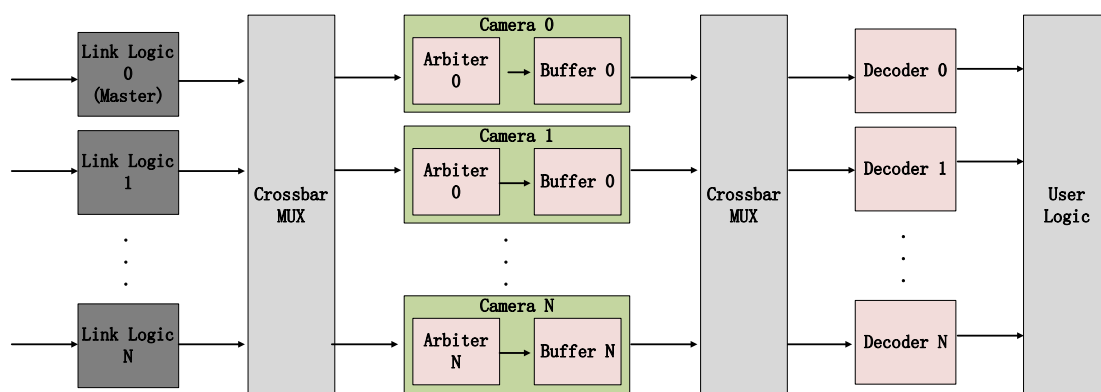 Link Logic
0
(Master)
Link Logic
1
Link Logic
N
Crossbar
MUX
Camera 0
Arbiter
0
Buffer 0
Camera 1
Arbiter
0
Buffer 0
Camera N
Arbiter
N
Buffer N
Crossbar
MUX
Decoder 0
Decoder 1
Decoder N
User
Logic